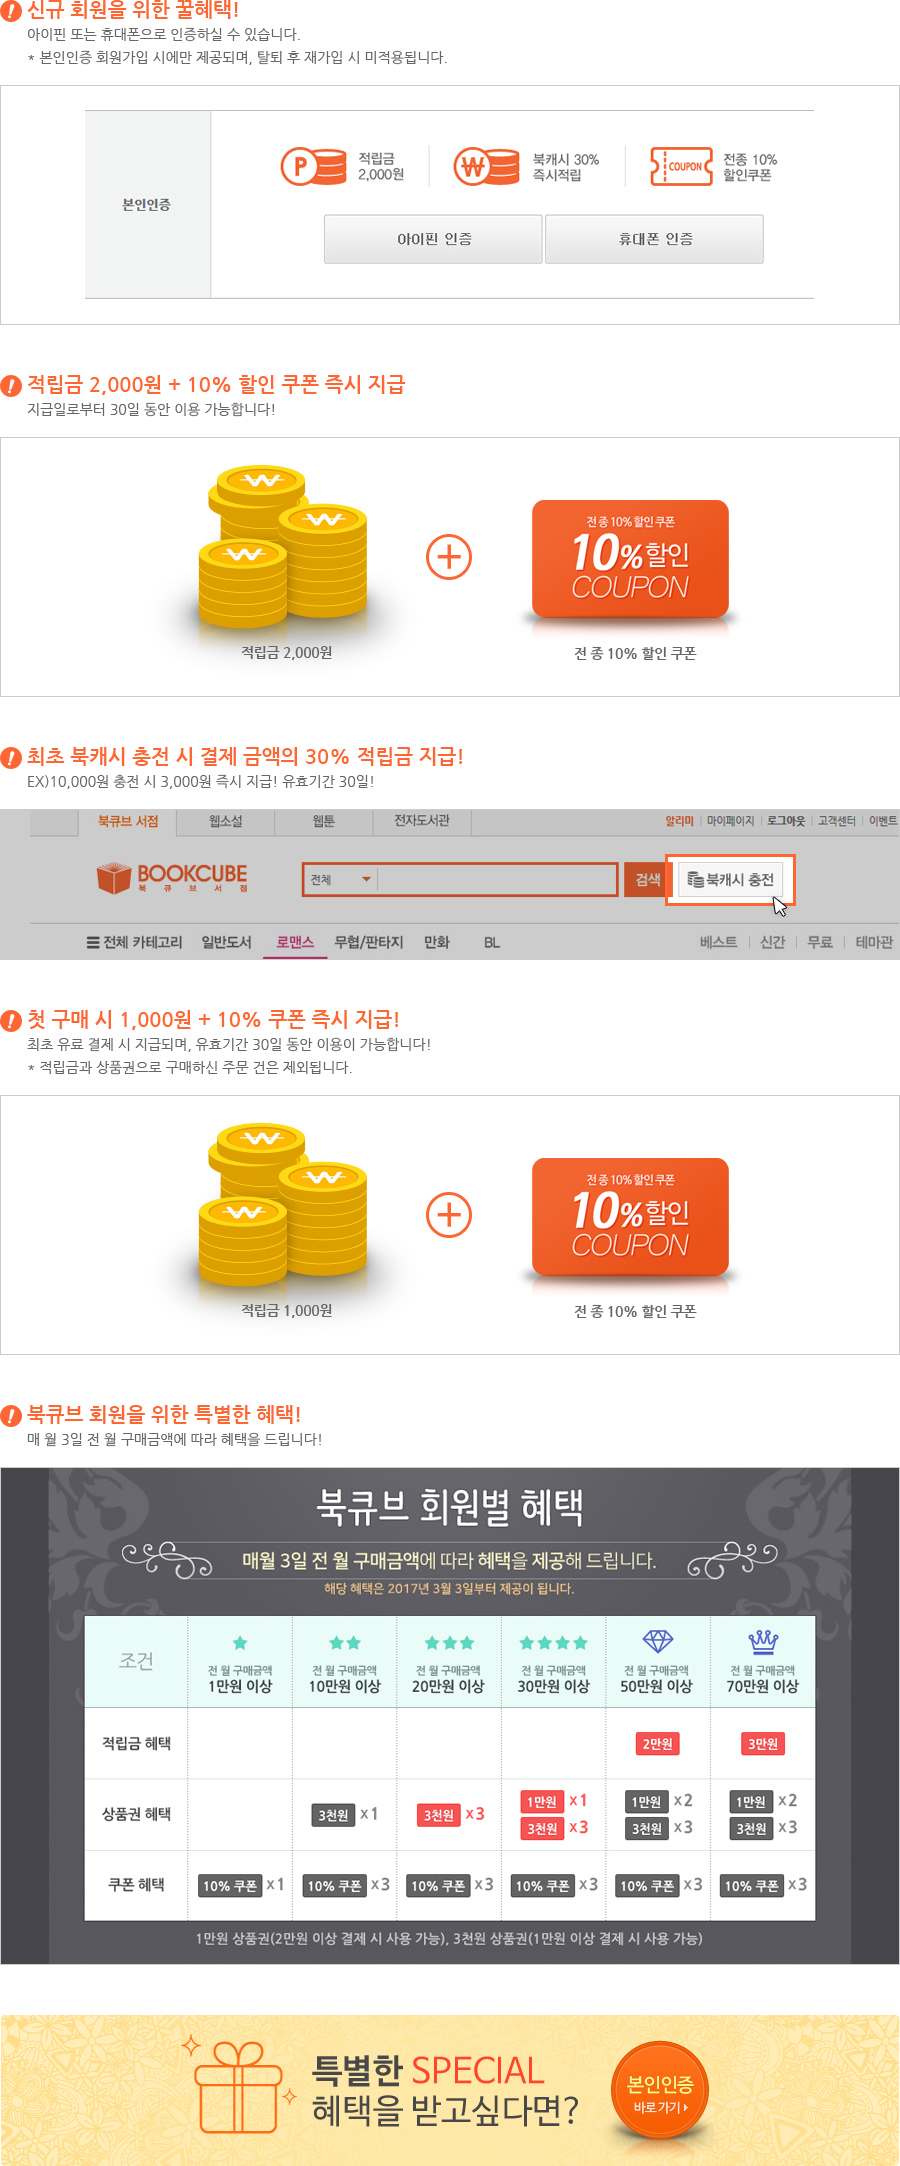 신규 회원을 위한 꿀혜택!
아이핀 또는 휴대폰으로 인증하실 수 있습니다.
* 본인인증 회원가입 시에만 제공되며, 탈퇴 후 재가입 시 미적용됩니다.
본인인증
P 적립금 2,000원
₩ 북캐시 30% 즉시적립
COUPON 전종 10% 할인쿠폰
아이핀 인증 휴대폰 인증
적립금 2,000원 + 10% 할인 쿠폰 즉시 지급
지급일로부터 30일 동안 이용 가능합니다!
전 종 10% 할인 쿠폰
10% 할인
COUPON
적립금 2,000원 전 종 10% 할인 쿠폰
최초 북캐시 충전 시 결제 금액의 30% 적립금 지급!
EX)10,000원 충전 시 3,000원 즉시 지급! 유효기간 30일!
북큐브 서점 웹소설 웹툰 전자도서관 알리미 마이페이지 로그아웃 고객센터 이벤트
BOOKCUBE
북큐브서점
전체 검색 북캐시 충전
전체 카테고리 일반도서 로맨스 무협/판타지 만화 BL 베스트 신간 무료 테마관
첫 구매 시 1,000원 + 10% 쿠폰 즉시 지급!
최초 유료 결제 시 지급되며, 유효기간 30일 동안 이용이 가능합니다!
* 적립금과 상품권으로 구매하신 주문 건은 제외됩니다.
전 종 10% 할인 쿠폰
10% 할인
COUPON
적립금 1,000원 전 종 10% 할인 쿠폰
북큐브 회원을 위한 특별한 혜택!
매 월 3일 전 월 구매금액에 따라 혜택을 드립니다!
북큐브 회원별 혜택
매월 3일 전 월 구매금액에 따라 혜택을 제공해 드립니다.
해당 혜택은 2017년 3월 3일부터 제공이 됩니다.
조건
전 월 구매금액 전 월 구매금액 전 월 구매금액 전 월 구매금액 전 월 구매금액 전 월 구매금액
1만원 이상 10만원 이상 20만원 이상 30만원 이상 50만원 이상 70만원 이상
적립금 혜택 2만원 3만원
상품권 혜택 3천원 x1 3천원 x3 1만원 x1 3천원 x3 1만원 x2 3천원 x3 1만원 x2 3천원 x3
쿠폰 혜택 10% 쿠폰 x1 10% 쿠폰 x3 10% 쿠폰 x3 10% 쿠폰 x3 10% 쿠폰 x3 10% 쿠폰 x3
1만원 상품권(2만원 이상 결제 시 사용 가능), 3천원 상품권(1만원 이상 결제 시 사용 가능)
특별한 SPECIAL
혜택을 받고싶다면?
본인인증
바로가기